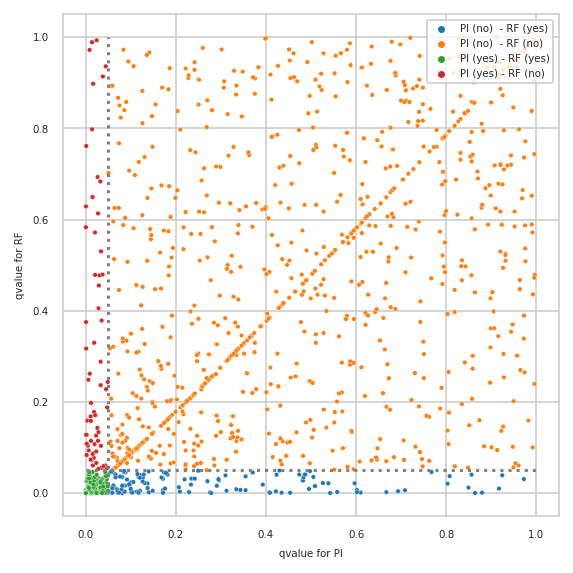 PI (no) - RF (yes)
PI (no) - RF (no)
PI (yes) - RF (yes)
PI (yes) - RF (no)
1.0
0.8
0.6
0.4
0.2
0.0
qvalue for RF
0.0 0.2 0.4 0.6 0.8 1.0
qvalue for PI